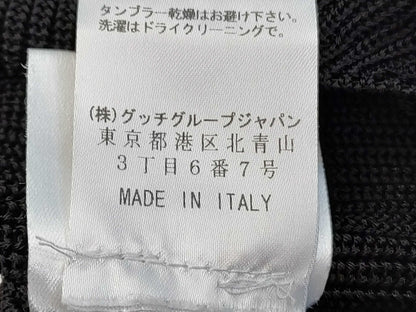 タンブラー乾燥はお避け下さい。
洗濯はドライクリーニングで。
(株)グッチグループジャパン
東京都港区北青山
3丁目6番7号
MADE IN ITALY